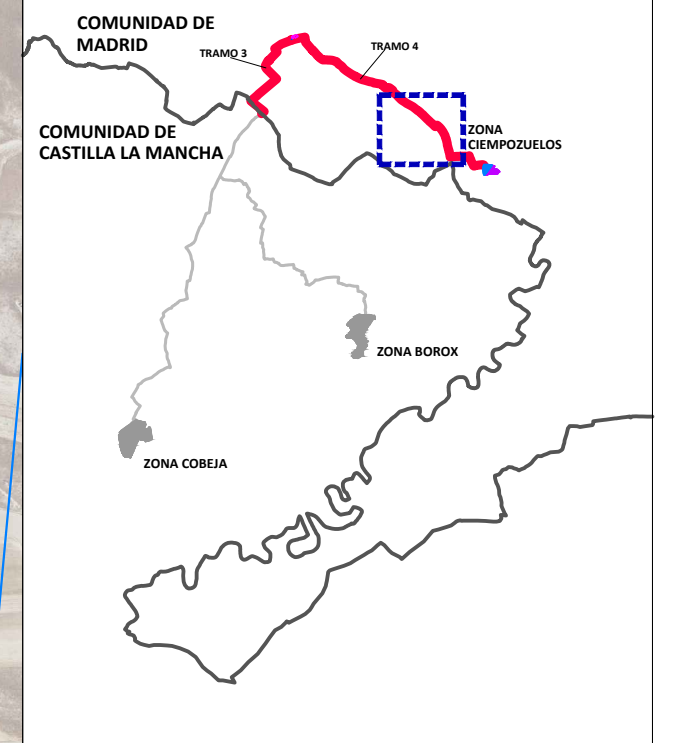 COMUNIDAD DE
MADRID
TRAMO 3
TRAMO 4
COMUNIDAD DE
CASTILLA LA MANCHA
ZONA
CIEMPOZUELOS
ZONA BOROX
ZONA COBEJA